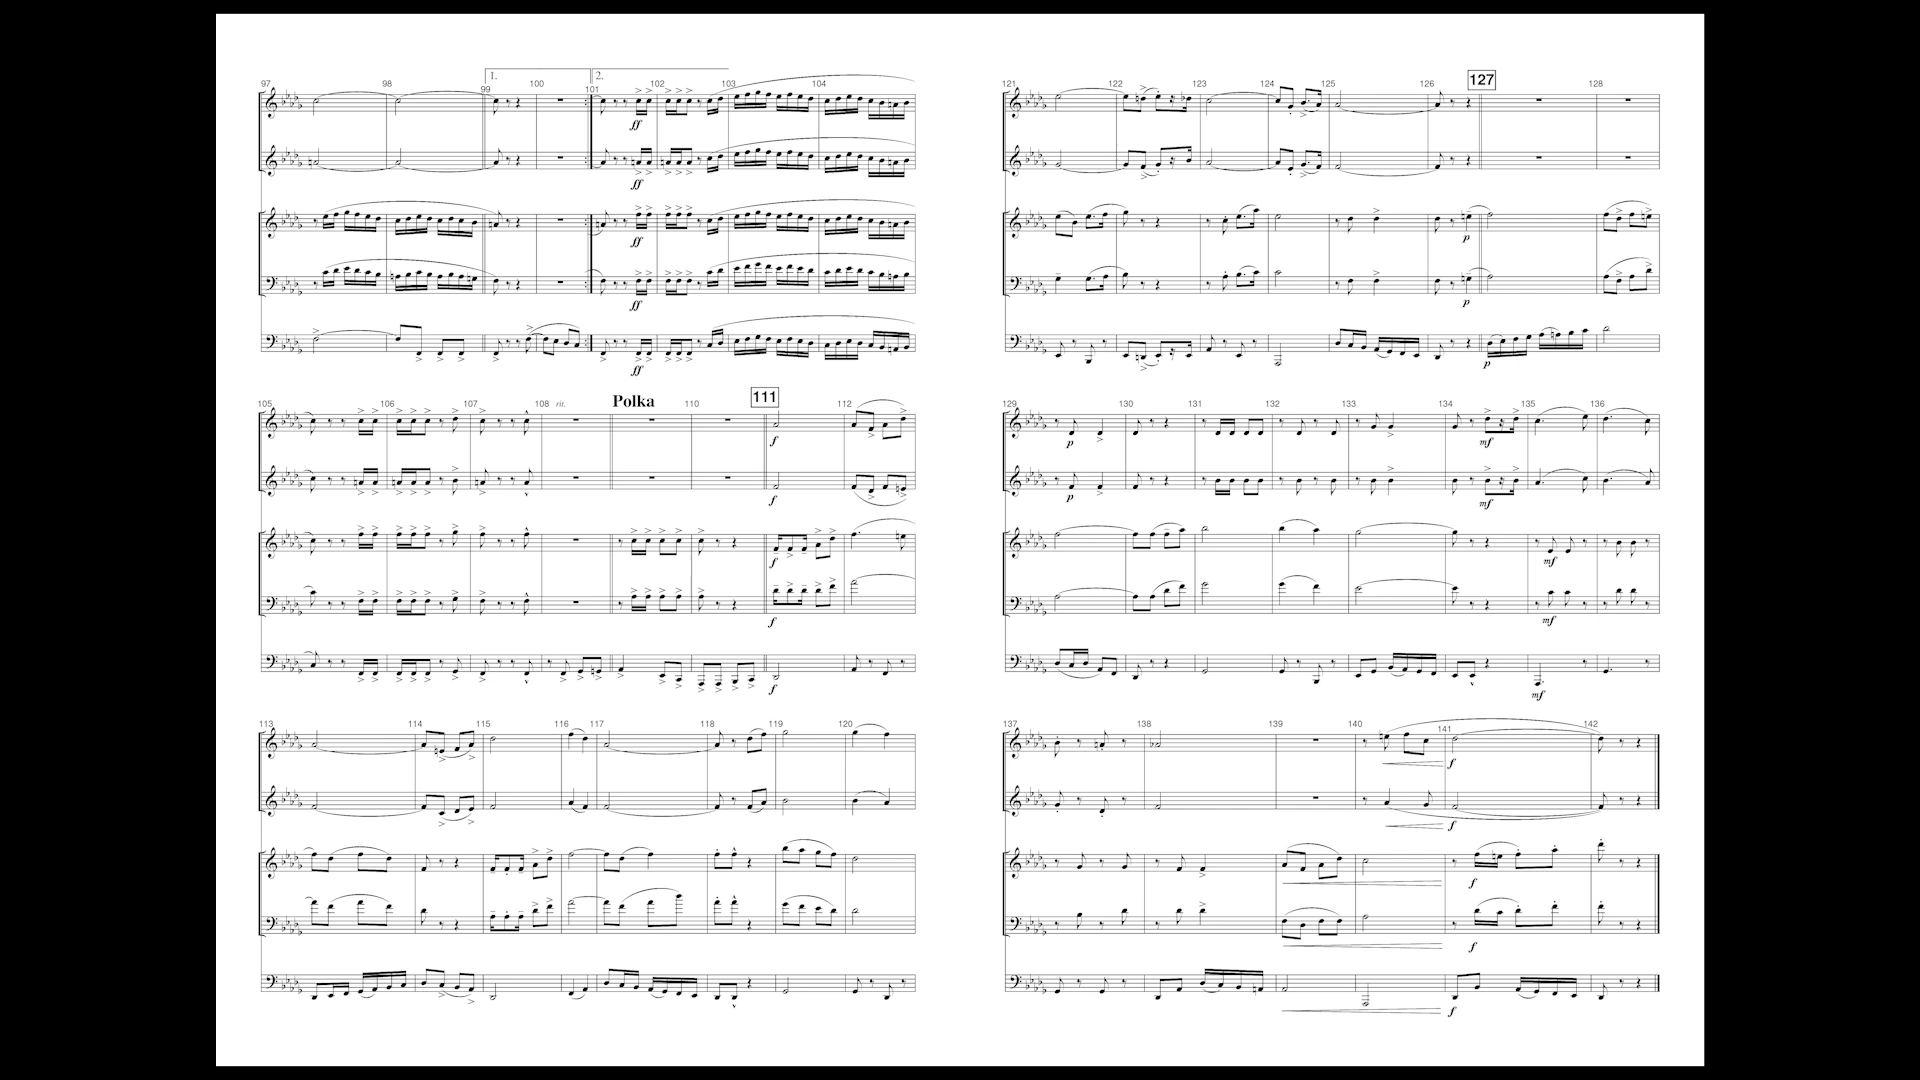 97 98 99 1. 100 101 2. 102 103 104
ff
ff
ff
ff
ff
105 106 107 108 rit. Polka 110 111 112
f
f
f
f
f
113 114 115 116 117 118 119 120
121 122 123 124 125 126 127 128
p
p
p
129 130 131 132 133 134 135 136
p mf
p mf
mf
mf
mf
137 138 139 140 141 142
f
f
f
f
f